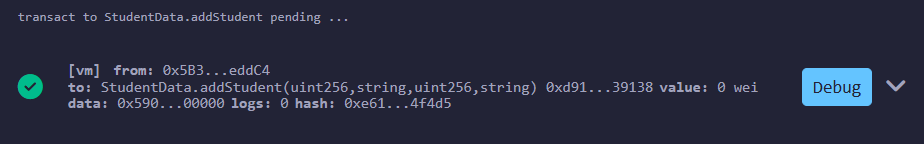 transact to StudentData.addStudent pending ...
[vm] from: 0x5B3...eddC4
to: StudentData.addStudent(uint256,string,uint256,string) 0xd91...39138 value: 0 wei
data: 0x590...00000 logs: 0 hash: 0xe61...4f4d5
Debug